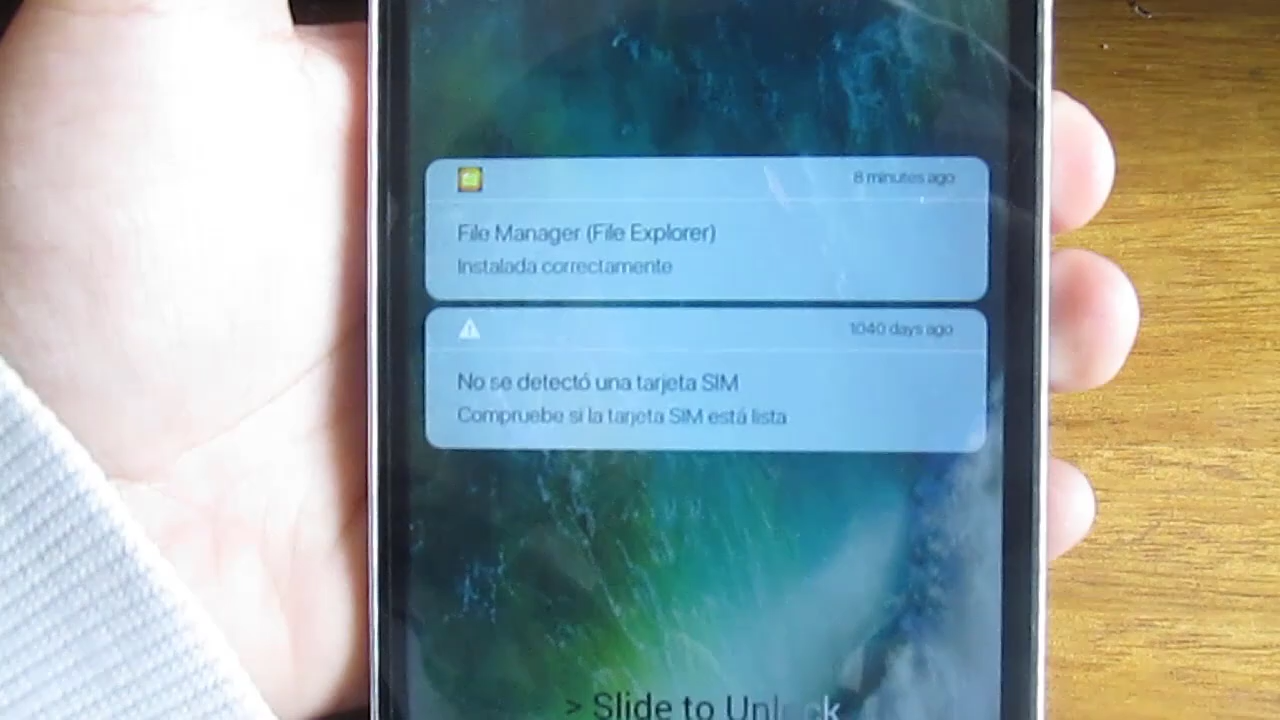 8 minutes ago
File Manager (File Explorer)
Instalada correctamente
1040 days ago
No se detectó una tarjeta SIM
Compruebe si la tarjeta SIM está lista
> Slide to Unlock